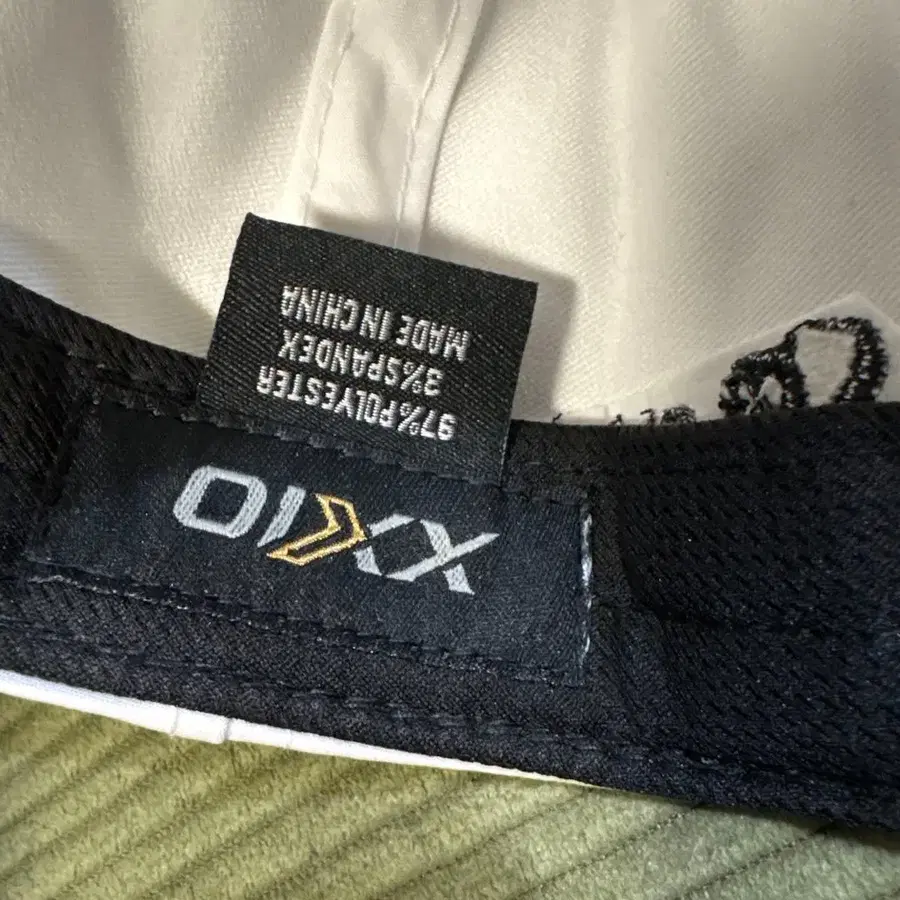 XXIO
97%POLYESTER
3%SPANDEX
MADE IN CHINA